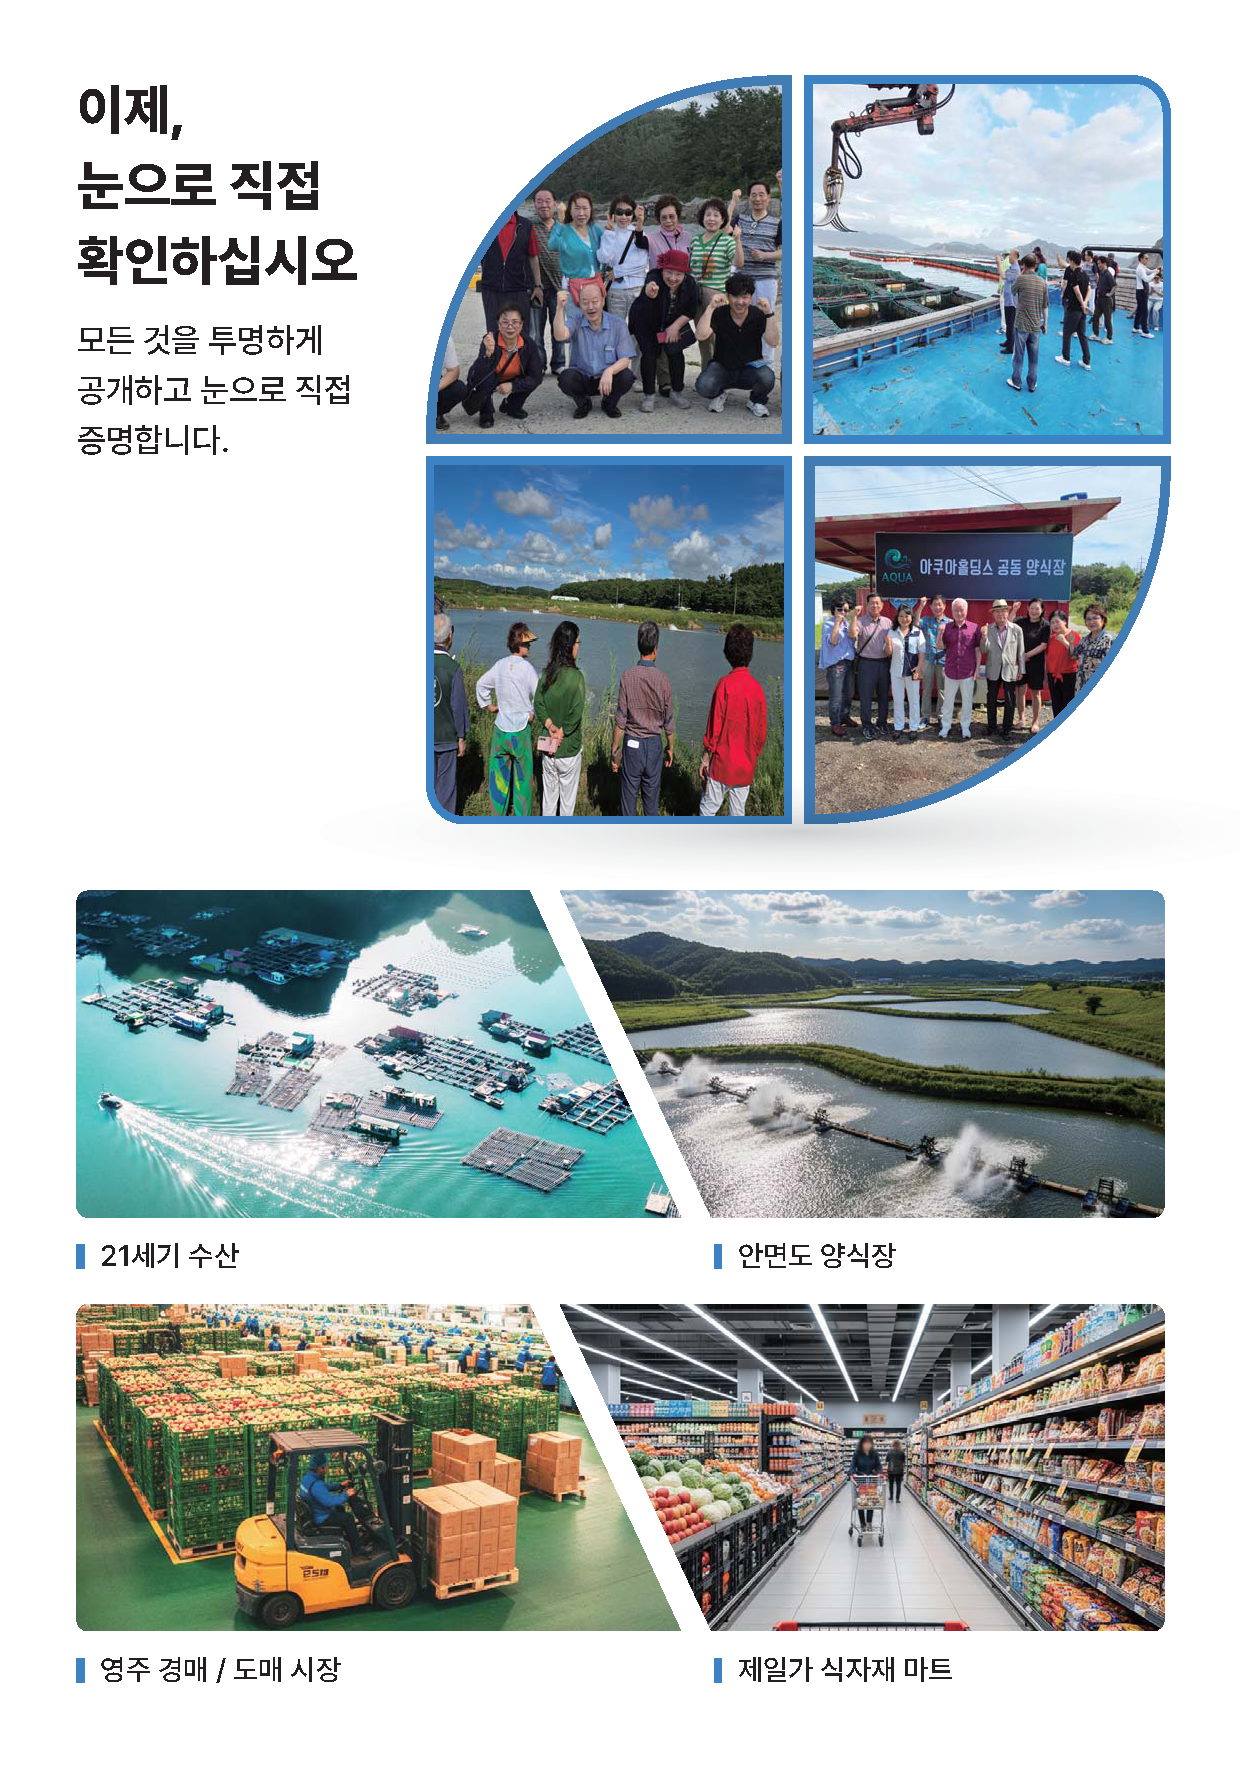 이제,
눈으로 직접
확인하십시오
모든 것을 투명하게
공개하고 눈으로 직접
증명합니다.
AQUA
아쿠아홀딩스 공동 양식장
21세기 수산
안면도 양식장
영주 경매 / 도매 시장
제일가 식자재 마트